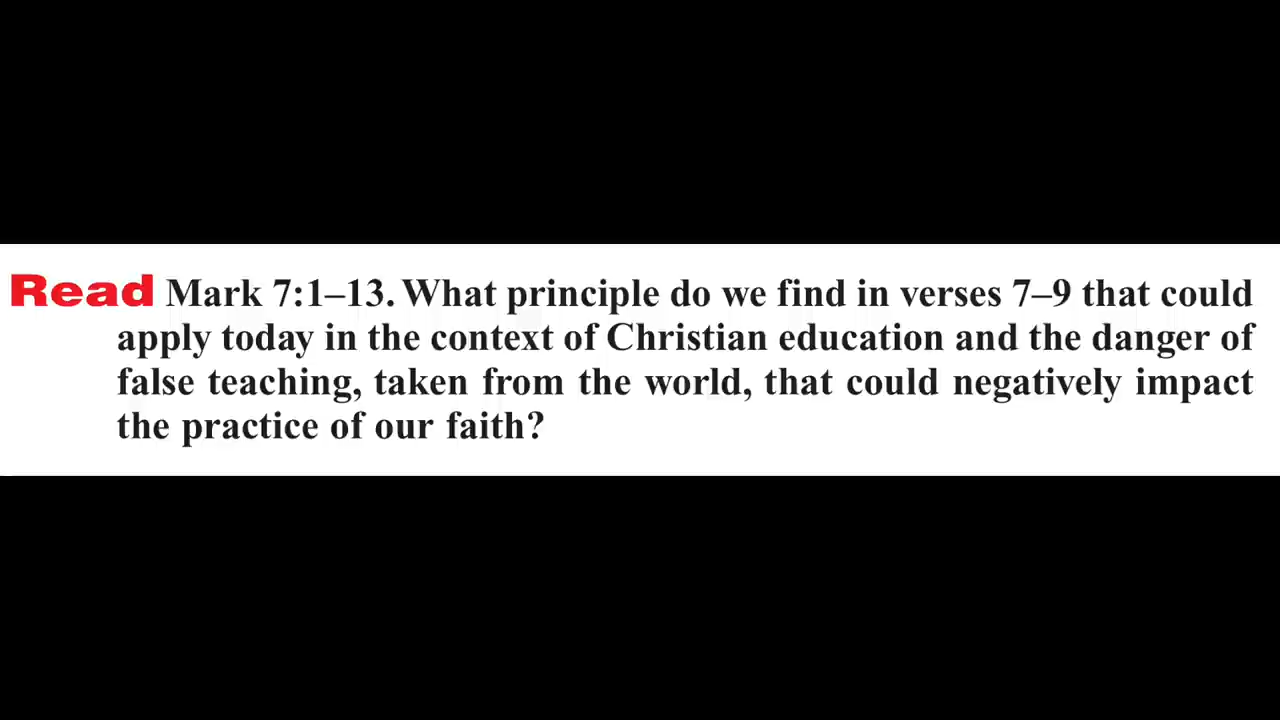 Read Mark 7:1–13. What principle do we find in verses 7–9 that could
apply today in the context of Christian education and the danger of
false teaching, taken from the world, that could negatively impact
the practice of our faith?